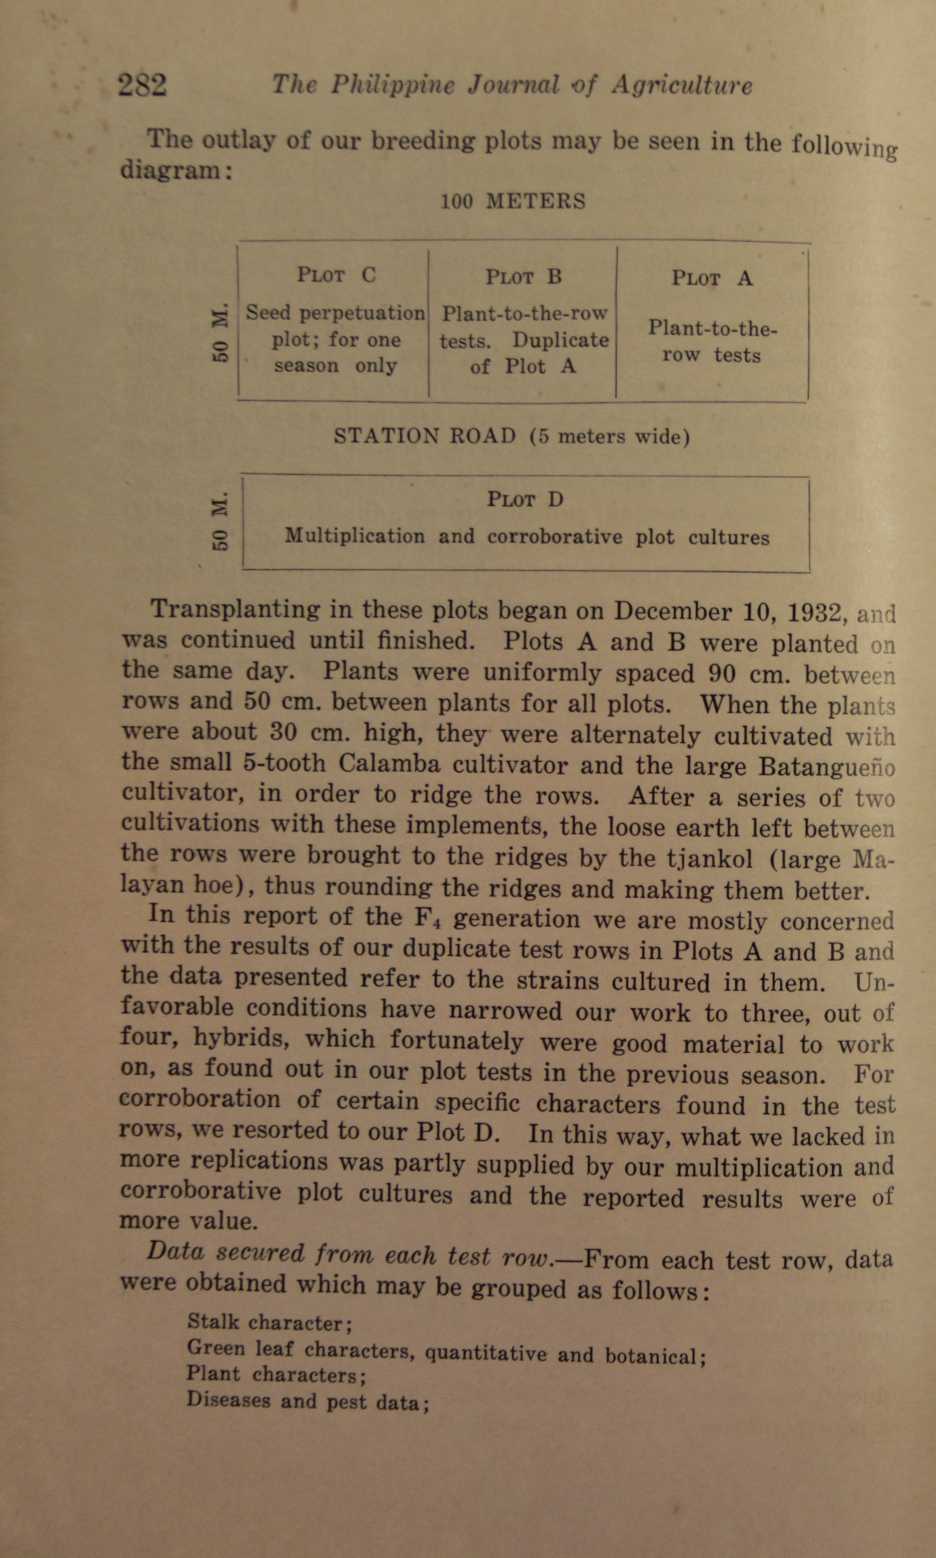 282 The Philippine Journal of Agriculture
The outlay of our breeding plots may be seen in the following
diagram:
100 METERS
50 M.
PLOT C
Seed perpetuation
plot; for one
season only
PLOT B
Plant-to-the-row
tests. Duplicate
of Plot A
PLOT A
Plant-to-the-
row tests
STATION ROAD (5 meters wide)
50 M.
PLOT D
Multiplication and corroborative plot cultures
Transplanting in these plots began on December 10, 1932, and
was continued until finished. Plots A and B were planted on
the same day. Plants were uniformly spaced 90 cm. between
rows and 50 cm. between plants for all plots. When the plants
were about 30 cm. high, they were alternately cultivated with
the small 5-tooth Calamba cultivator and the large Batangueño
cultivator, in order to ridge the rows. After a series of two
cultivations with these implements, the loose earth left between
the rows were brought to the ridges by the tjankol (large Ma-
layan hoe), thus rounding the ridges and making them better.
In this report of the F₄ generation we are mostly concerned
with the results of our duplicate test rows in Plots A and B and
the data presented refer to the strains cultured in them. Un-
favorable conditions have narrowed our work to three, out of
four, hybrids, which fortunately were good material to work
on, as found out in our plot tests in the previous season. For
corroboration of certain specific characters found in the test
rows, we resorted to our Plot D. In this way, what we lacked in
more replications was partly supplied by our multiplication and
corroborative plot cultures and the reported results were of
more value.
Data secured from each test row.—From each test row, data
were obtained which may be grouped as follows:
Stalk character;
Green leaf characters, quantitative and botanical;
Plant characters;
Diseases and pest data;